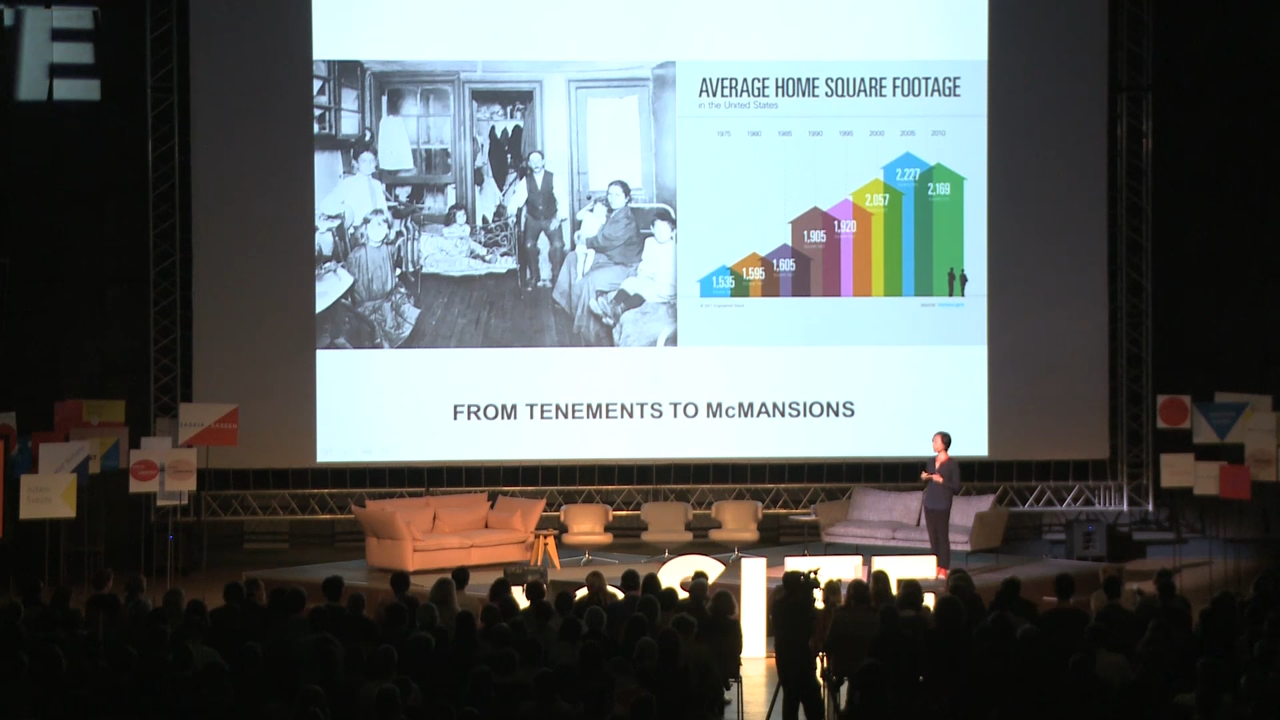 AVERAGE HOME SQUARE FOOTAGE
in the United States
1975 1980 1985 1990 1995 2000 2005 2010
2,227
2,169
2,057
1,920
1,905
1,605
1,595
1,535
FROM TENEMENTS TO McMANSIONS